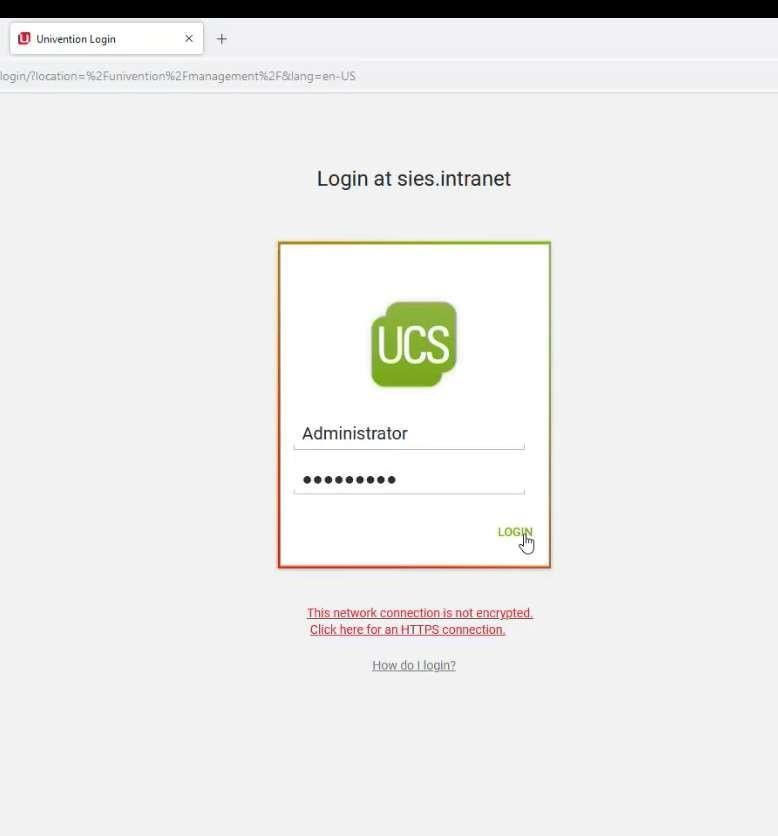 Univention Login
login/?location=%2Funivention%2Fmanagement%2F&lang=en-US
Login at sies.intranet
UCS
Administrator
LOGIN
This network connection is not encrypted.
Click here for an HTTPS connection.
How do I login?